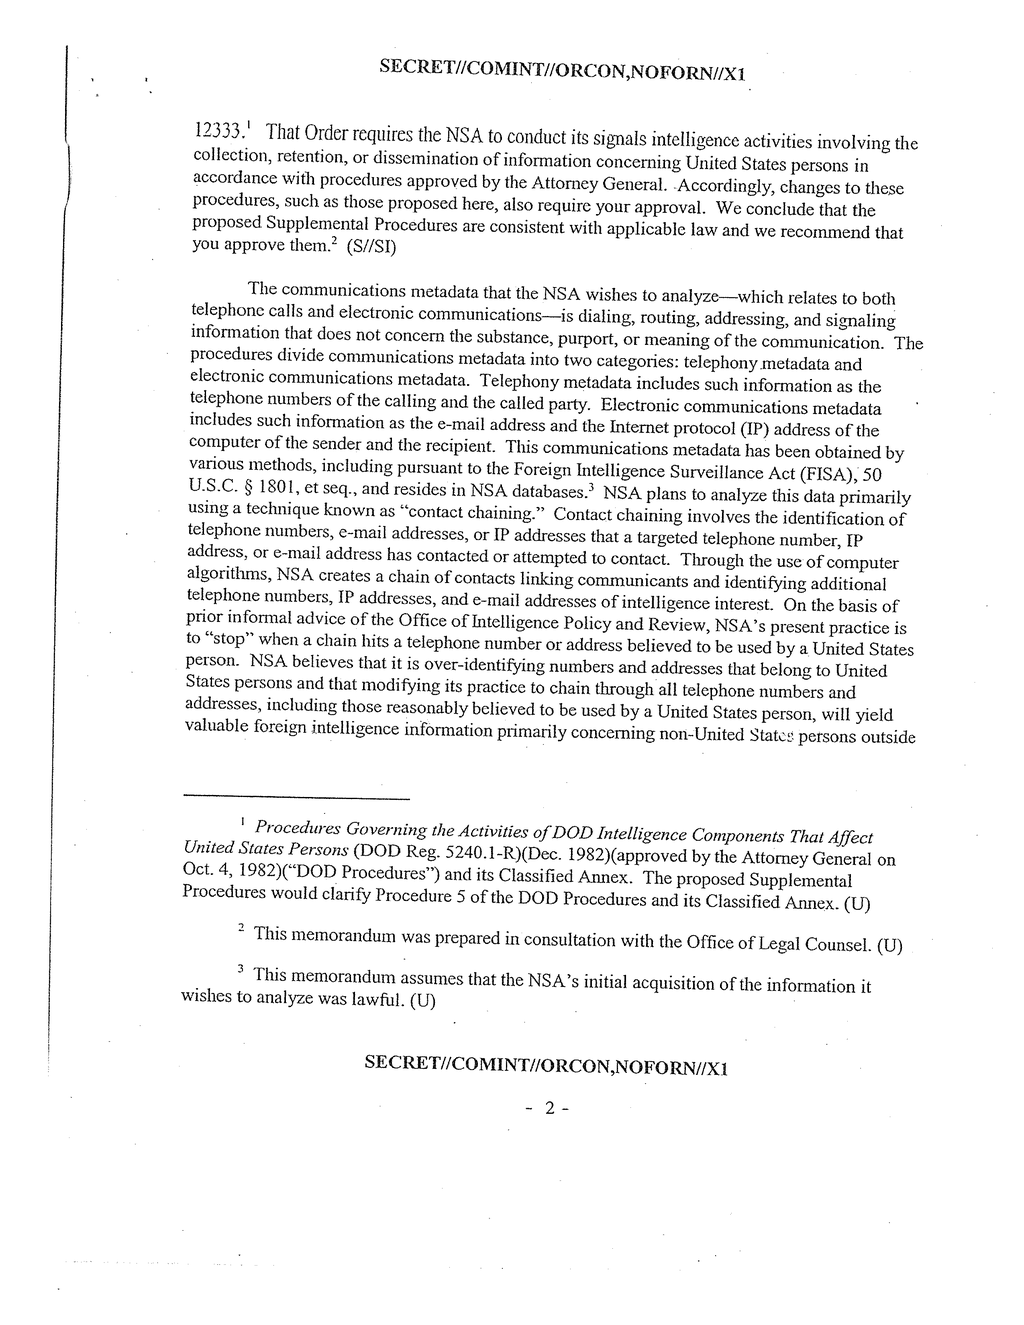 SECRET//COMINT//ORCON,NOFORN//X1
12333.1 That Order requires the NSA to conduct its signals intelligence activities involving the
collection, retention, or dissemination of information concerning United States persons in
accordance with procedures approved by the Attorney General. Accordingly, changes to these
procedures, such as those proposed here, also require your approval. We conclude that the
proposed Supplemental Procedures are consistent with applicable law and we recommend that
you approve them.2 (S//SI)
The communications metadata that the NSA wishes to analyze—which relates to both
telephone calls and electronic communications—is dialing, routing, addressing, and signaling
information that does not concern the substance, purport, or meaning of the communication. The
procedures divide communications metadata into two categories: telephony metadata and
electronic communications metadata. Telephony metadata includes such information as the
telephone numbers of the calling and the called party. Electronic communications metadata
includes such information as the e-mail address and the Internet protocol (IP) address of the
computer of the sender and the recipient. This communications metadata has been obtained by
various methods, including pursuant to the Foreign Intelligence Surveillance Act (FISA), 50
U.S.C. § 1801, et seq., and resides in NSA databases.3 NSA plans to analyze this data primarily
using a technique known as “contact chaining.” Contact chaining involves the identification of
telephone numbers, e-mail addresses, or IP addresses that a targeted telephone number, IP
address, or e-mail address has contacted or attempted to contact. Through the use of computer
algorithms, NSA creates a chain of contacts linking communicants and identifying additional
telephone numbers, IP addresses, and e-mail addresses of intelligence interest. On the basis of
prior informal advice of the Office of Intelligence Policy and Review, NSA’s present practice is
to “stop” when a chain hits a telephone number or address believed to be used by a United States
person. NSA believes that it is over-identifying numbers and addresses that belong to United
States persons and that modifying its practice to chain through all telephone numbers and
addresses, including those reasonably believed to be used by a United States person, will yield
valuable foreign intelligence information primarily concerning non-United States persons outside
1 Procedures Governing the Activities of DOD Intelligence Components That Affect
United States Persons (DOD Reg. 5240.1-R)(Dec. 1982)(approved by the Attorney General on
Oct. 4, 1982)(“DOD Procedures”) and its Classified Annex. The proposed Supplemental
Procedures would clarify Procedure 5 of the DOD Procedures and its Classified Annex. (U)
2 This memorandum was prepared in consultation with the Office of Legal Counsel. (U)
3 This memorandum assumes that the NSA’s initial acquisition of the information it
wishes to analyze was lawful. (U)
SECRET//COMINT//ORCON,NOFORN//X1
- 2 -